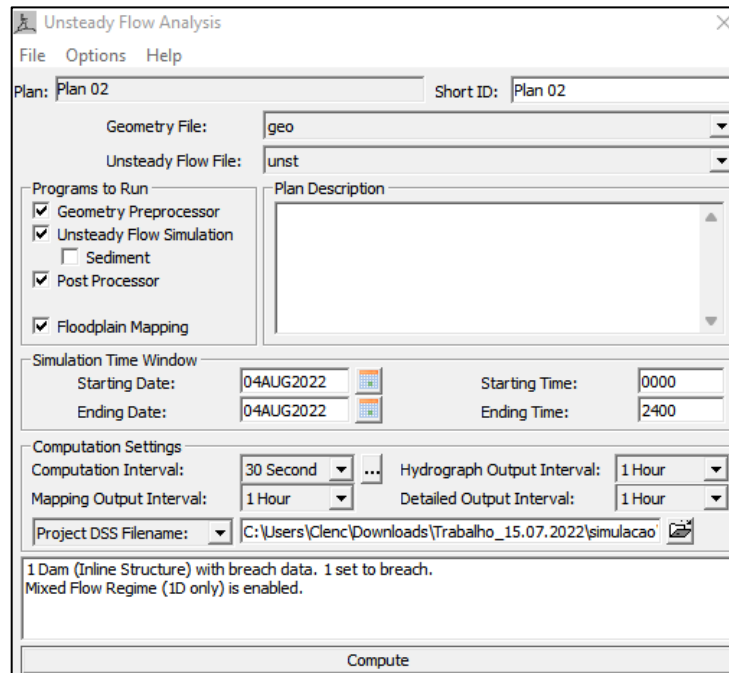 Unsteady Flow Analysis
File Options Help
Plan: Plan 02 Short ID: Plan 02
Geometry File: geo
Unsteady Flow File: unst
Programs to Run Plan Description
Geometry Preprocessor
Unsteady Flow Simulation
Sediment
Post Processor
Floodplain Mapping
Simulation Time Window
Starting Date: 04AUG2022 Starting Time: 0000
Ending Date: 04AUG2022 Ending Time: 2400
Computation Settings
Computation Interval: 30 Second ... Hydrograph Output Interval: 1 Hour
Mapping Output Interval: 1 Hour Detailed Output Interval: 1 Hour
Project DSS Filename: C:\Users\Clenc\Downloads\Trabalho_15.07.2022\simulacao
1 Dam (Inline Structure) with breach data. 1 set to breach.
Mixed Flow Regime (1D only) is enabled.
Compute